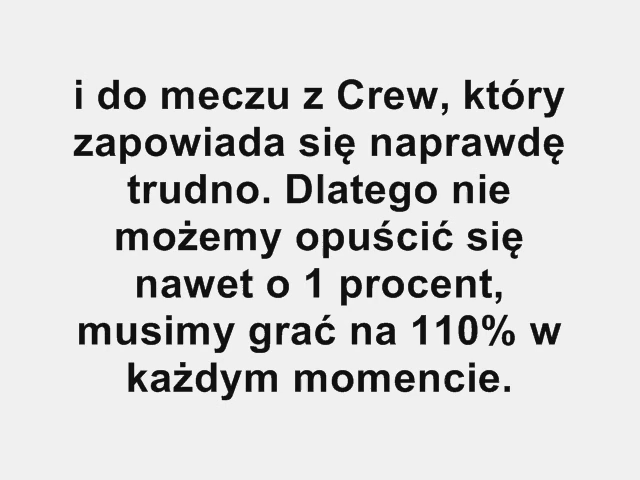 i do meczu z Crew, który
zapowiada się naprawdę
trudno. Dlatego nie
możemy opuścić się
nawet o 1 procent,
musimy grać na 110% w
każdym momencie.